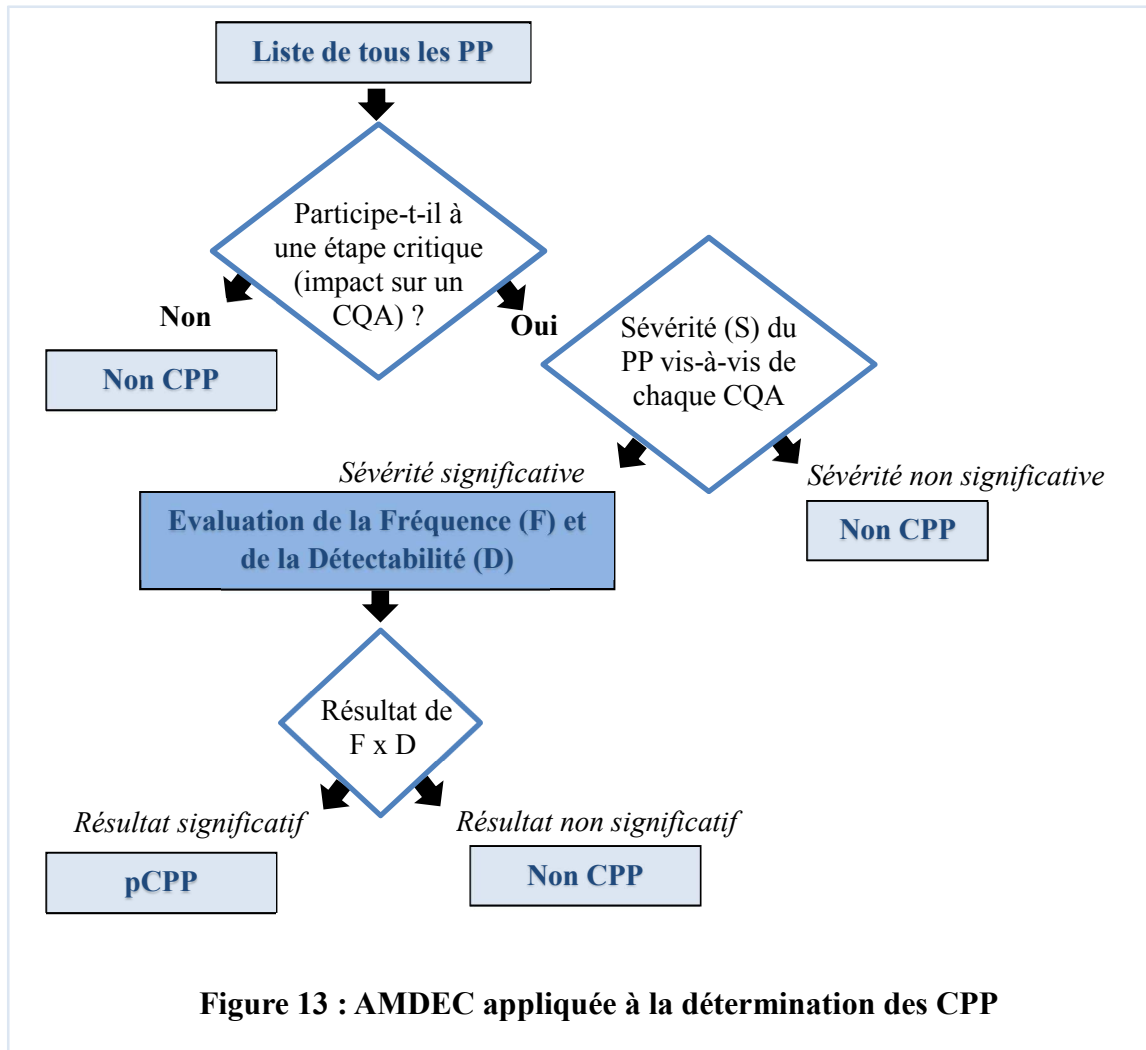 Liste de tous les PP
Participe-t-il à
une étape critique
(impact sur un
CQA) ?
Non
Oui
Non CPP
Sévérité (S) du
PP vis-à-vis de
chaque CQA
Sévérité significative
Sévérité non significative
Evaluation de la Fréquence (F) et
de la Détectabilité (D)
Non CPP
Résultat de
F x D
Résultat significatif
Résultat non significatif
pCPP
Non CPP
Figure 13 : AMDEC appliquée à la détermination des CPP